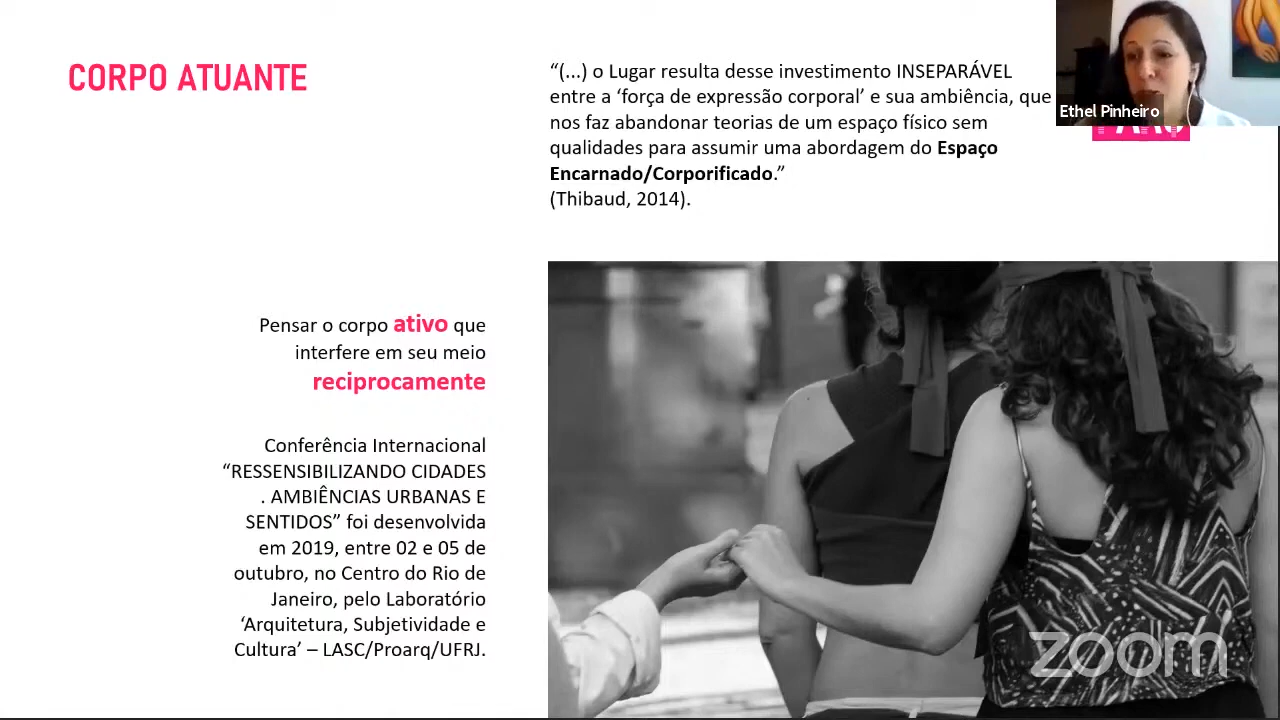 CORPO ATUANTE
“(...) o Lugar resulta desse investimento INSEPARÁVEL
entre a ‘força de expressão corporal’ e sua ambiência, que
nos faz abandonar teorias de um espaço físico sem
qualidades para assumir uma abordagem do Espaço
Encarnado/Corporificado.”
(Thibaud, 2014).
Ethel Pinheiro
Pensar o corpo ativo que
interfere em seu meio
reciprocamente
Conferência Internacional
“RESSENSIBILIZANDO CIDADES
. AMBIÊNCIAS URBANAS E
SENTIDOS” foi desenvolvida
em 2019, entre 02 e 05 de
outubro, no Centro do Rio de
Janeiro, pelo Laboratório
‘Arquitetura, Subjetividade e
Cultura’ – LASC/Proarq/UFRJ.
zoom